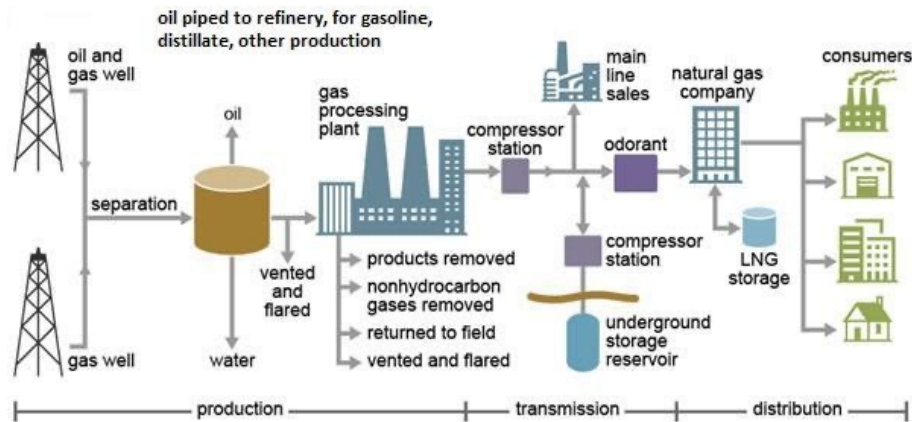 oil piped to refinery, for gasoline,
distillate, other production
oil and
gas well
oil
gas
processing
plant
compressor
station
main
line
sales
odorant
natural gas
company
consumers
separation
vented
and
flared
products removed
nonhydrocarbon
gases removed
returned to field
vented and flared
compressor
station
LNG
storage
underground
storage
reservoir
gas well
water
production
transmission
distribution